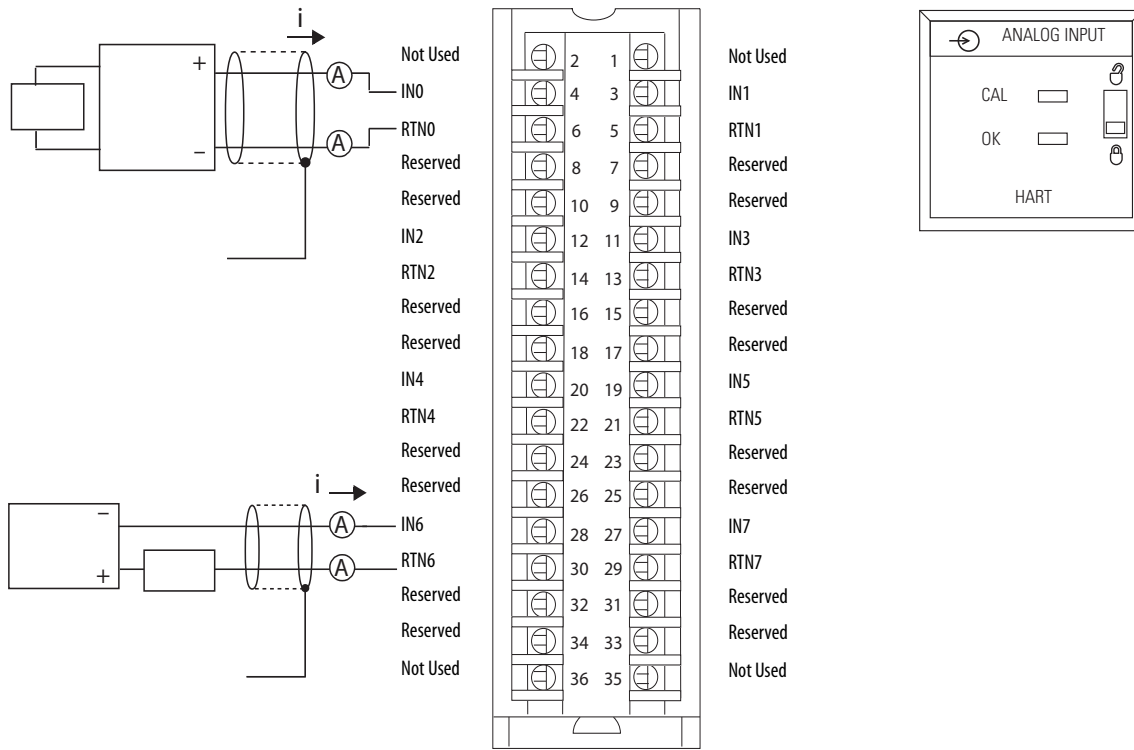 i
+
A
IN0
Not Used
2 1
Not Used
4 3
IN1
RTN0
A
–
6 5
RTN1
Reserved
8 7
Reserved
Reserved
10 9
Reserved
IN2
12 11
IN3
RTN2
14 13
RTN3
Reserved
16 15
Reserved
Reserved
18 17
Reserved
IN4
20 19
IN5
RTN4
22 21
RTN5
Reserved
24 23
Reserved
Reserved
26 25
Reserved
i
–
A
IN6
28 27
IN7
+
A
RTN6
30 29
RTN7
Reserved
32 31
Reserved
Reserved
34 33
Reserved
Not Used
36 35
Not Used
ANALOG INPUT
CAL
OK
HART